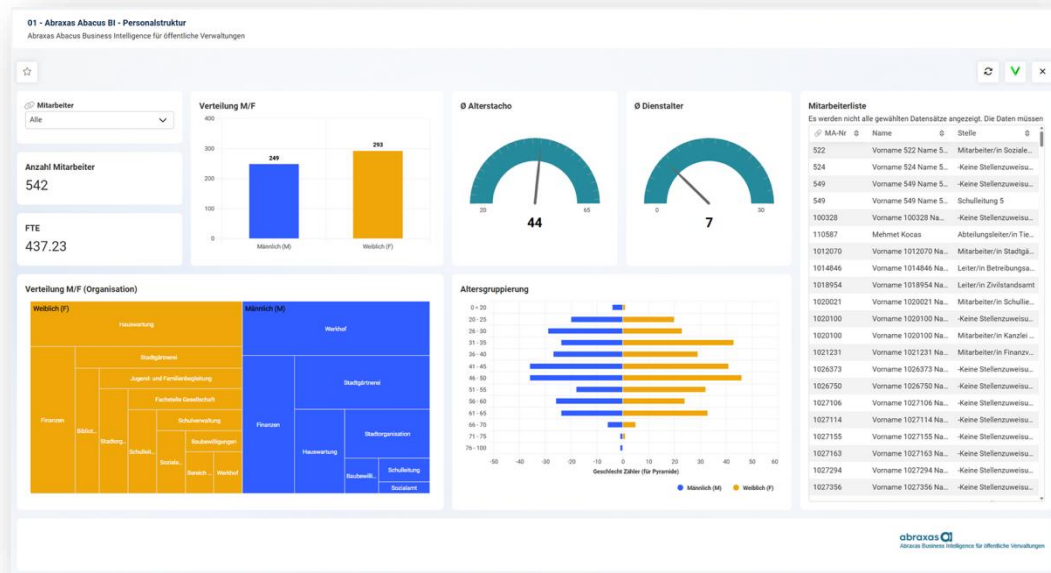 01 - Abraxas Abacus BI - Personalstruktur
Abraxas Abacus Business Intelligence für öffentliche Verwaltungen
Mitarbeiter
Alle
Anzahl Mitarbeiter
542
FTE
437.23
Verteilung M/F
400
300
200
100
0
249
293
Männlich (M)
Weiblich (F)
Ø Alterstacho
20
65
44
Ø Dienstalter
0
30
7
Mitarbeiterliste
Es werden nicht alle gewählten Datensätze angezeigt. Die Daten müssen
MA-Nr Name Stelle
522 Vorname 522 Name 5... Mitarbeiter/in Soziale...
524 Vorname 524 Name 5... -Keine Stellenzuweisu...
549 Vorname 549 Name 5... -Keine Stellenzuweisu...
549 Vorname 549 Name 5... Schulleitung 5
100328 Vorname 100328 Na... -Keine Stellenzuweisu...
110587 Mehmet Kocas Abteilungsleiter/in Tie...
1012070 Vorname 1012070 Na... Mitarbeiter/in Stadtgä...
1014846 Vorname 1014846 Na... Leiter/in Betreibungsa...
1018954 Vorname 1018954 Na... Leiter/in Zivilstandsamt
1020021 Vorname 1020021 Na... Mitarbeiter/in Schullie...
1020100 Vorname 1020100 Na... -Keine Stellenzuweisu...
1020100 Vorname 1020100 Na... Mitarbeiter/in Kanzlei ...
1021231 Vorname 1021231 Na... Mitarbeiter/in Finanzv...
1026373 Vorname 1026373 Na... -Keine Stellenzuweisu...
1026750 Vorname 1026750 Na... -Keine Stellenzuweisu...
1027106 Vorname 1027106 Na... -Keine Stellenzuweisu...
1027114 Vorname 1027114 Na... -Keine Stellenzuweisu...
1027155 Vorname 1027155 Na... -Keine Stellenzuweisu...
1027163 Vorname 1027163 Na... -Keine Stellenzuweisu...
1027294 Vorname 1027294 Na... -Keine Stellenzuweisu...
1027356 Vorname 1027356 Na... -Keine Stellenzuweisu...
Verteilung M/F (Organisation)
Weiblich (F)
Hauswartung
Finanzen
Stadtgärtnerei
Bibliot...
Jugend- und Familienbegleitung
Stadtorg...
Fachstelle Gesellschaft
Schulleit...
Schulverwaltung
Soziala...
Baubewilligungen
Bereich ...
Werkhof
Männlich (M)
Werkhof
Finanzen
Stadtgärtnerei
Hauswartung
Stadtorganisation
Baubewilli...
Schulleitung
Sozialamt
Altersgruppierung
0 < 20
20 - 25
26 - 30
31 - 35
36 - 40
41 - 45
46 - 50
51 - 55
56 - 60
61 - 65
66 - 70
71 - 75
76 - 100
-50 -40 -30 -20 -10 0 10 20 30 40 50 60
Geschlecht Zähler (für Pyramide)
Männlich (M) Weiblich (F)
abraxas
Abraxas Business Intelligence für öffentliche Verwaltungen